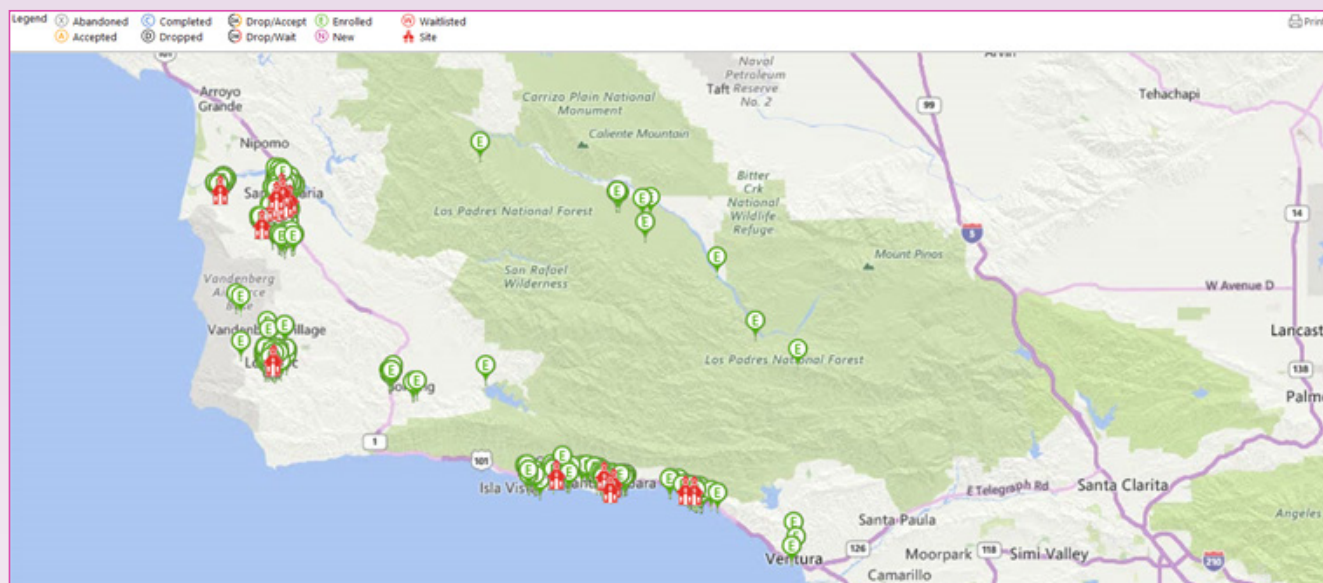 Legend
Abandoned
Completed
Drop/Accept
Enrolled
Waitlisted
Print
Accepted
Dropped
Drop/Wait
New
Site
Arroyo
Grande
Nipomo
Carrizo Plain National
Monument
Caliente Mountain
Naval
Petroleum
Taft Reserve
No. 2
99
Tehachapi
Los Padres National Forest
Bitter
Crk
National
Wildlife
Refuge
14
5
San Rafael
Wilderness
Mount Pinos
W Avenue D
Vandenberg
Los Padres National Forest
Lancast
138
Palm
1
101
Isla Vis
E Telegraph Rd
Santa Clarita
Angeles
Santa Paula
126
Ventura
Moorpark
118
Simi Valley
210
Camarillo